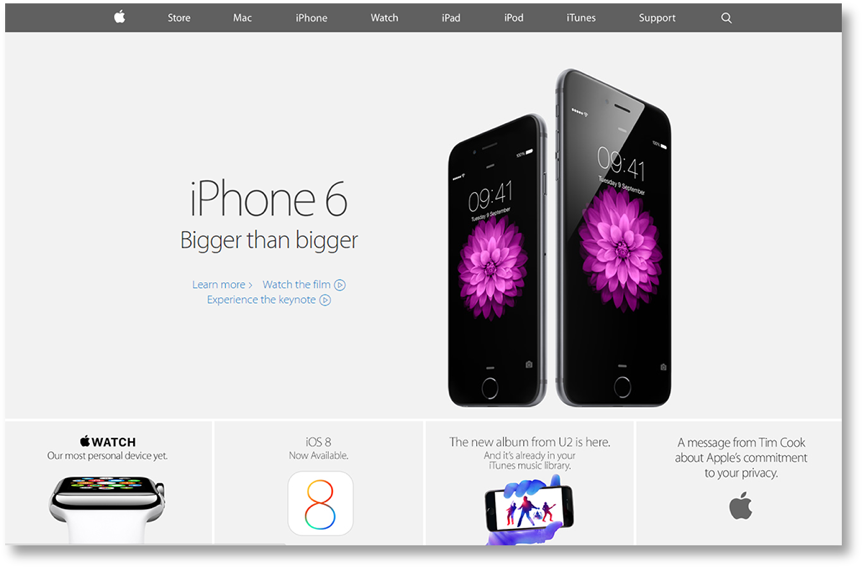 Store Mac iPhone Watch iPad iPod iTunes Support
iPhone 6
Bigger than bigger
Learn more > Watch the film
Experience the keynote
100%
09:41
Tuesday 9 September
100%
09:41
Tuesday 9 September
WATCH
Our most personal device yet.
iOS 8
Now Available.
8
The new album from U2 is here.
And it's already in your
iTunes music library.
A message from Tim Cook
about Apple's commitment
to your privacy.